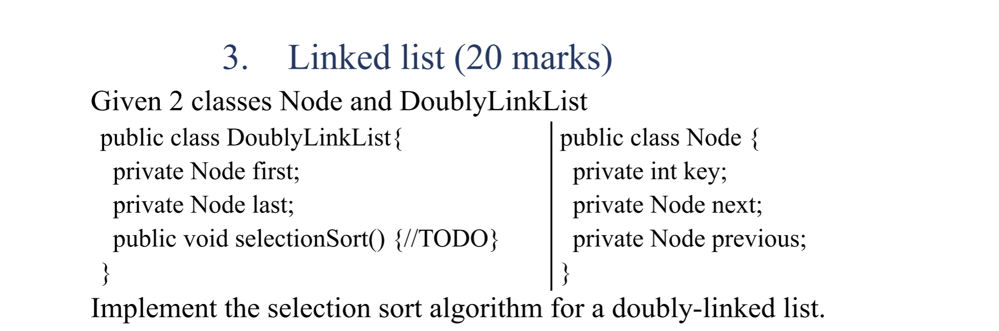 3. Linked list (20 marks)
Given 2 classes Node and DoublyLinkList
public class DoublyLinkList{
private Node first;
private Node last;
public void selectionSort() {//TODO}
}
public class Node {
private int key;
private Node next;
private Node previous;
}
Implement the selection sort algorithm for a doubly-linked list.